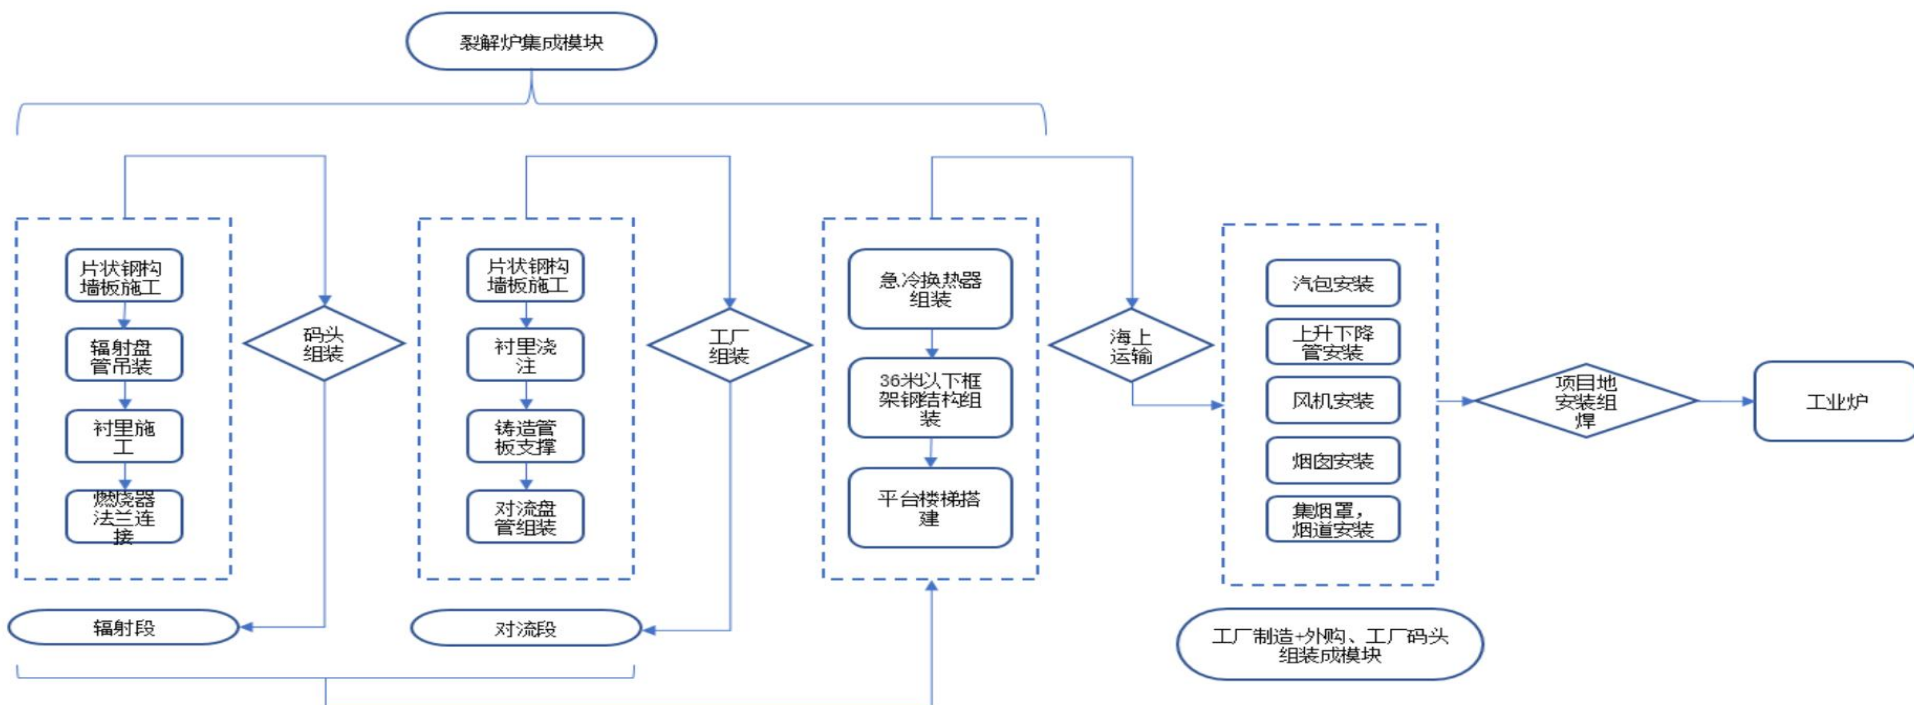 裂解炉集成模块
片状钢构
墙板施工
辐射盘
管吊装
衬里施
工
燃烧器
法兰连
接
码头
组装
辐射段
片状钢构
墙板施工
衬里浇
注
铸造管
板支撑
对流盘
管组装
工厂
组装
对流段
急冷换热器
组装
36米以下框
架钢结构组
装
平台楼梯搭
建
海上
运输
汽包安装
上升下降
管安装
风机安装
烟囱安装
集烟罩，
烟道安装
工厂制造+外购、工厂码头
组装成模块
项目地
安装组
焊
工业炉